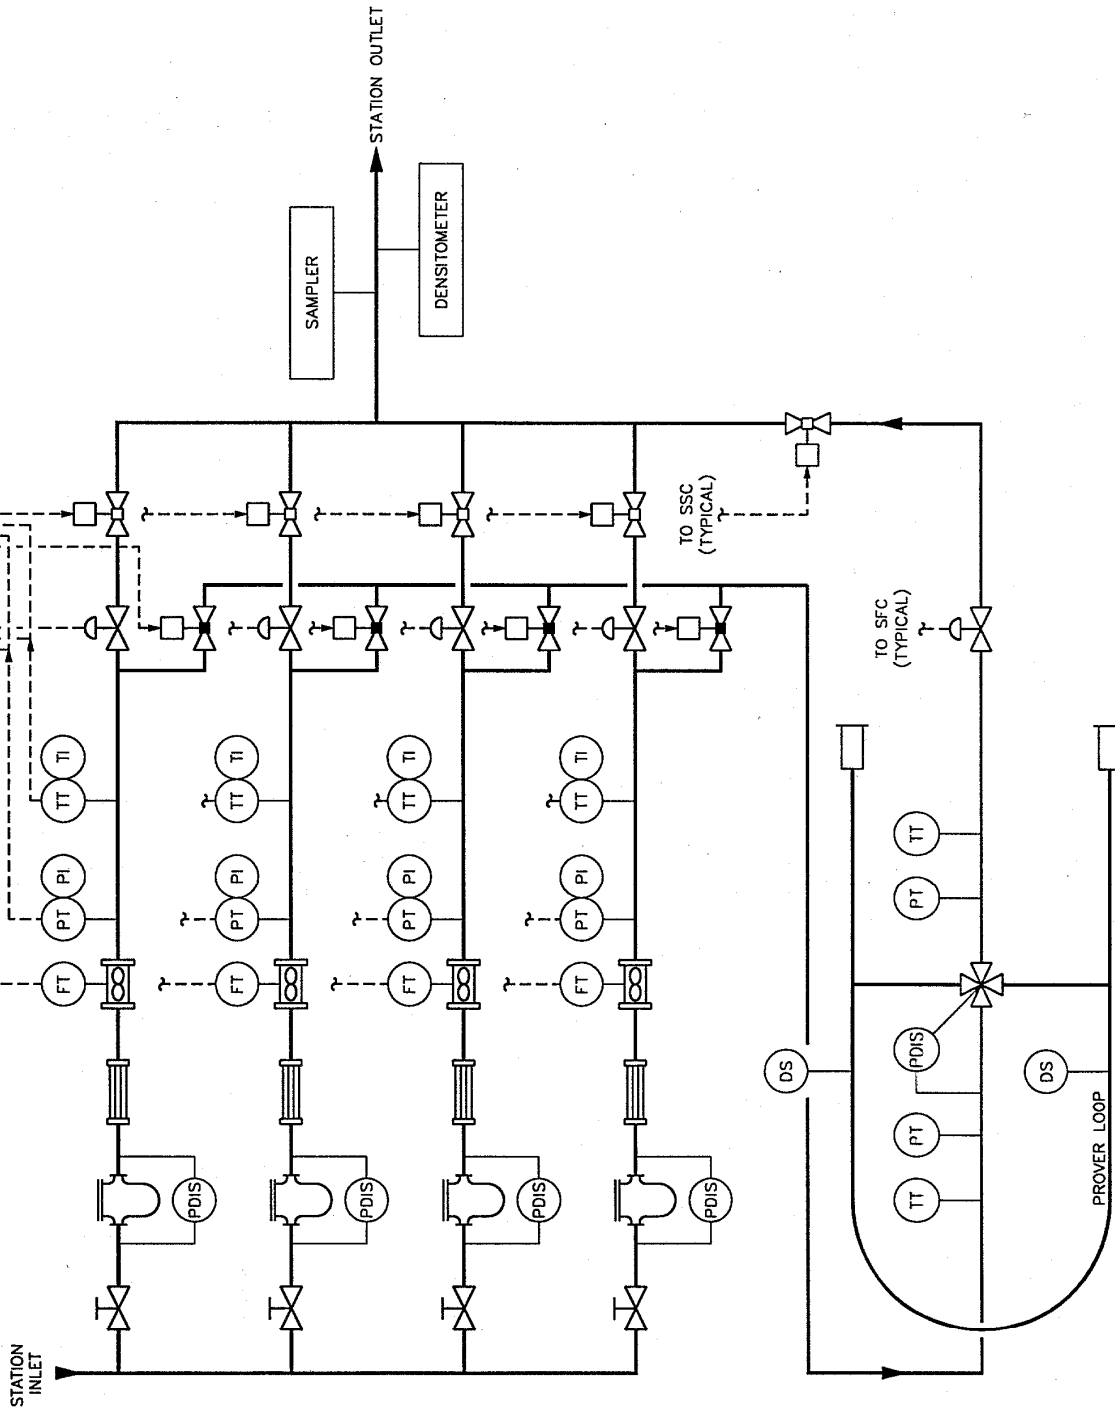 STATION
INLET
PDIS
FT
PT
PI
TT
TI
PDIS
FT
PT
PI
TT
TI
PDIS
FT
PT
PI
TT
TI
PDIS
FT
PT
PI
TT
TI
SAMPLER
DENSITOMETER
STATION OUTLET
TO SSC
(TYPICAL)
TO SFC
(TYPICAL)
DS
TT
PT
PDIS
PT
TT
DS
PROVER LOOP